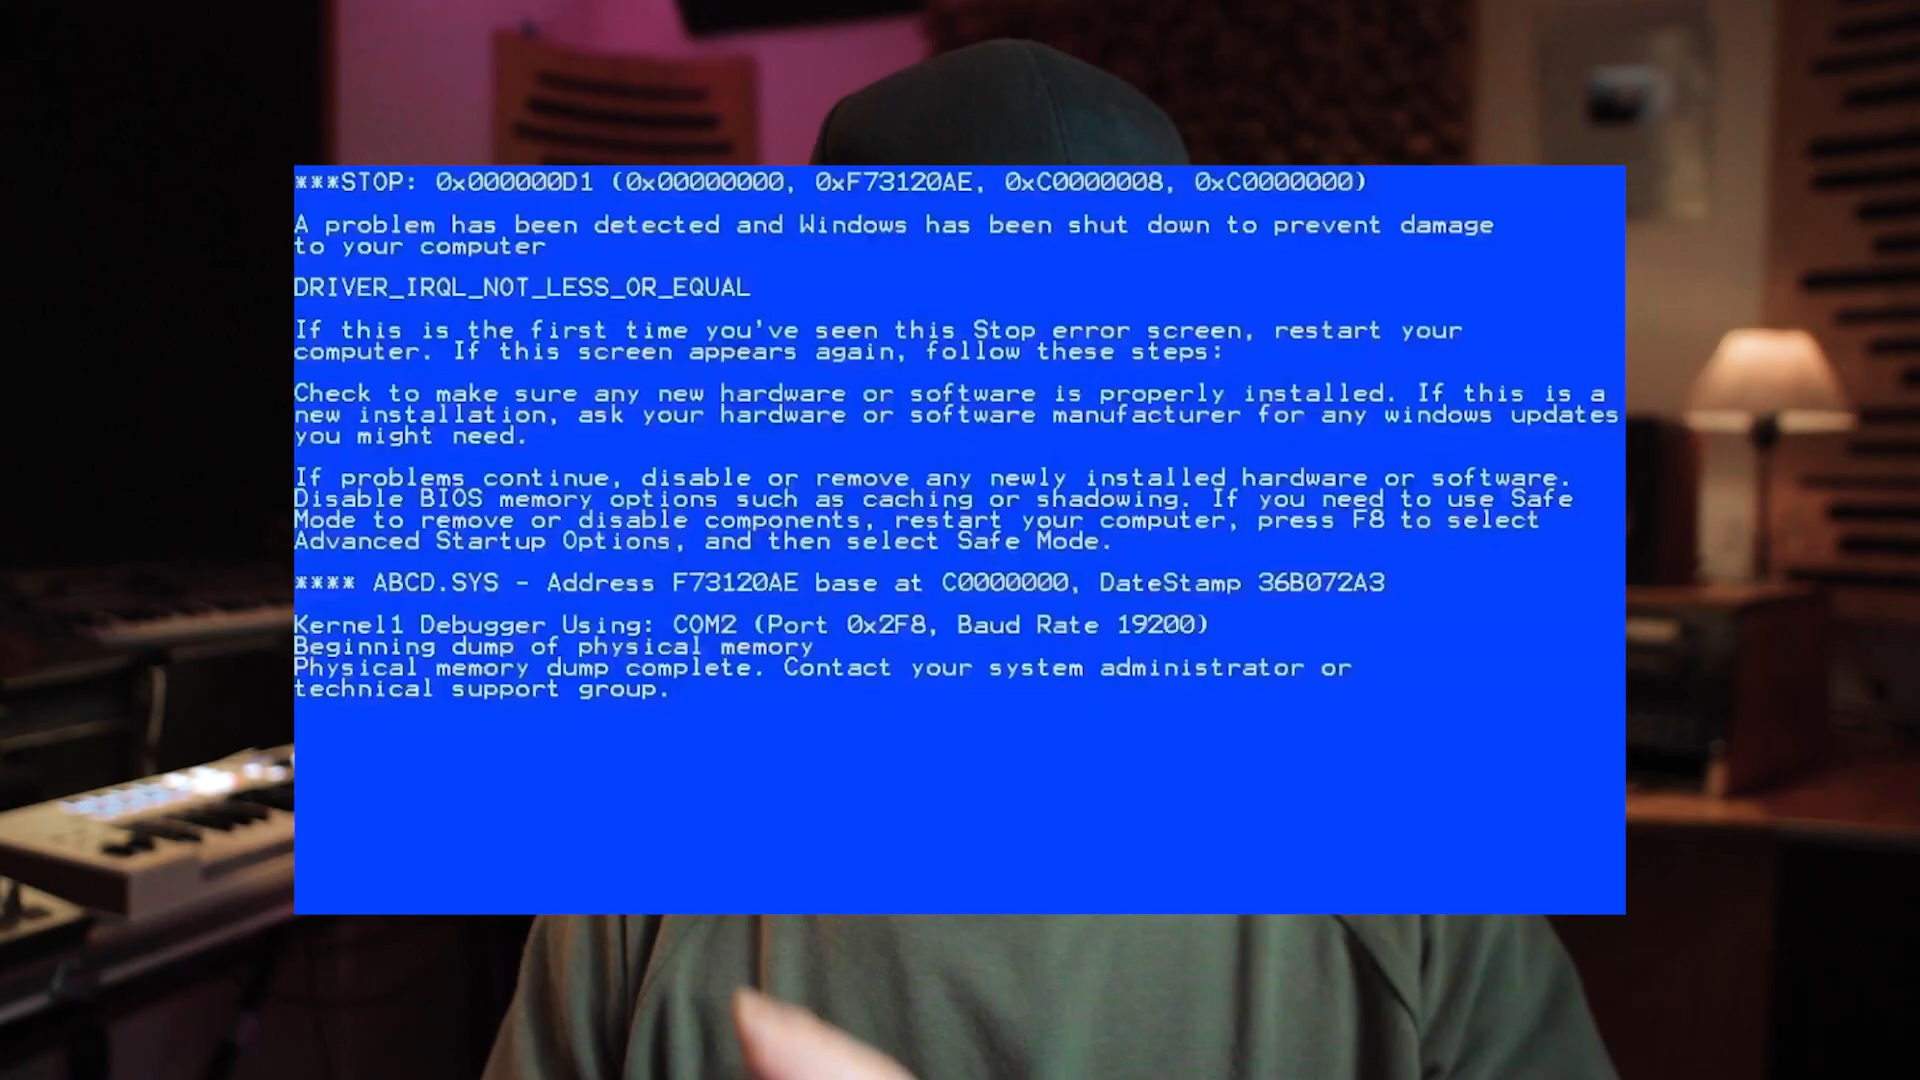 ***STOP: 0x000000D1 (0x00000000, 0xF73120AE, 0xC0000008, 0xC0000000)
A problem has been detected and Windows has been shut down to prevent damage
to your computer
DRIVER_IRQL_NOT_LESS_OR_EQUAL
If this is the first time you've seen this Stop error screen, restart your
computer. If this screen appears again, follow these steps:
Check to make sure any new hardware or software is properly installed. If this is a
new installation, ask your hardware or software manufacturer for any windows updates
you might need.
If problems continue, disable or remove any newly installed hardware or software.
Disable BIOS memory options such as caching or shadowing. If you need to use Safe
Mode to remove or disable components, restart your computer, press F8 to select
Advanced Startup Options, and then select Safe Mode.
**** ABCD.SYS - Address F73120AE base at C0000000, DateStamp 36B072A3
Kernel1 Debugger Using: COM2 (Port 0x2F8, Baud Rate 19200)
Beginning dump of physical memory
Physical memory dump complete. Contact your system administrator or
technical support group.